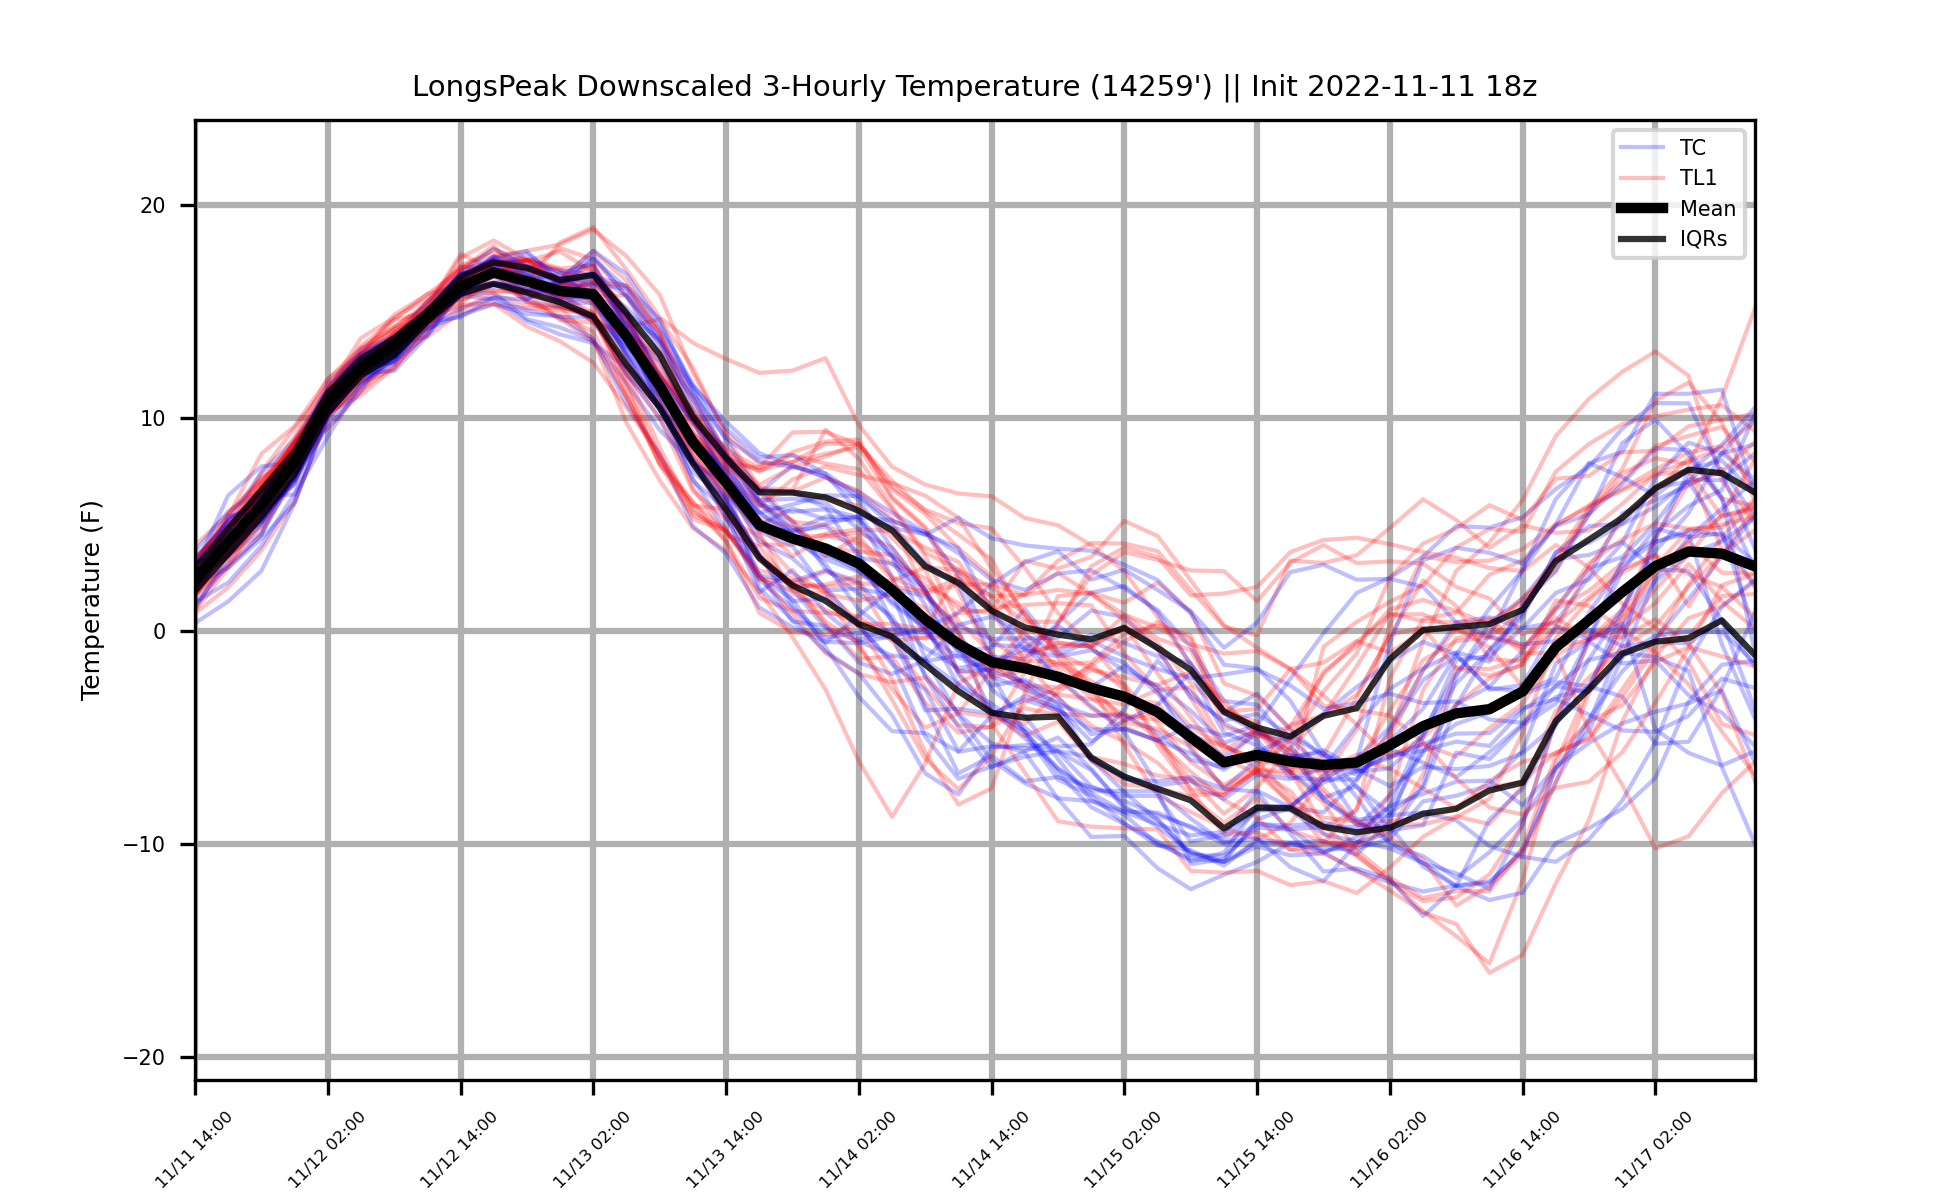 LongsPeak Downscaled 3-Hourly Temperature (14259') || Init 2022-11-11 18z
TC
TL1
Mean
IQRs
Temperature (F)
20
10
0
−10
−20
11/11 14:00
11/12 02:00
11/12 14:00
11/13 02:00
11/13 14:00
11/14 02:00
11/14 14:00
11/15 02:00
11/15 14:00
11/16 02:00
11/16 14:00
11/17 02:00